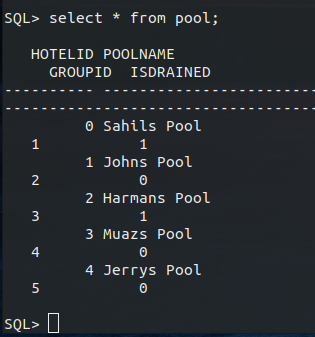 SQL> select * from pool;
HOTELID POOLNAME
GROUPID ISDRAINED
---------- ------------------------
----------------------------------
0 Sahils Pool
1 1
1 Johns Pool
2 0
2 Harmans Pool
3 1
3 Muazs Pool
4 0
4 Jerrys Pool
5 0
SQL>